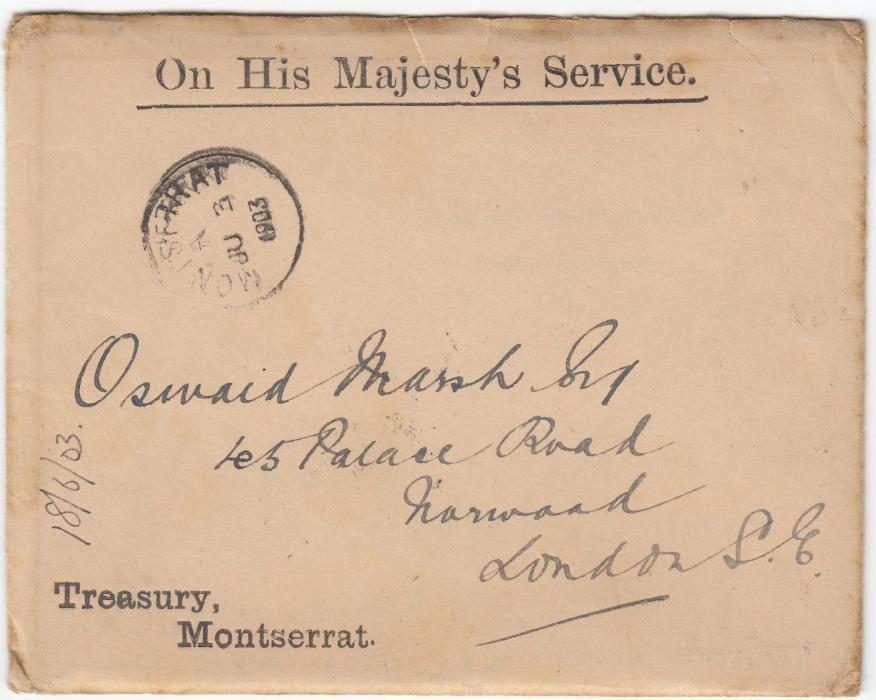 On His Majesty's Service.
MONTSERRAT
A
JU 3
1903
Oswald Marsh Esq
45 Palace Road
Norwood
London S.E.
18/6/03.
Treasury,
Montserrat.